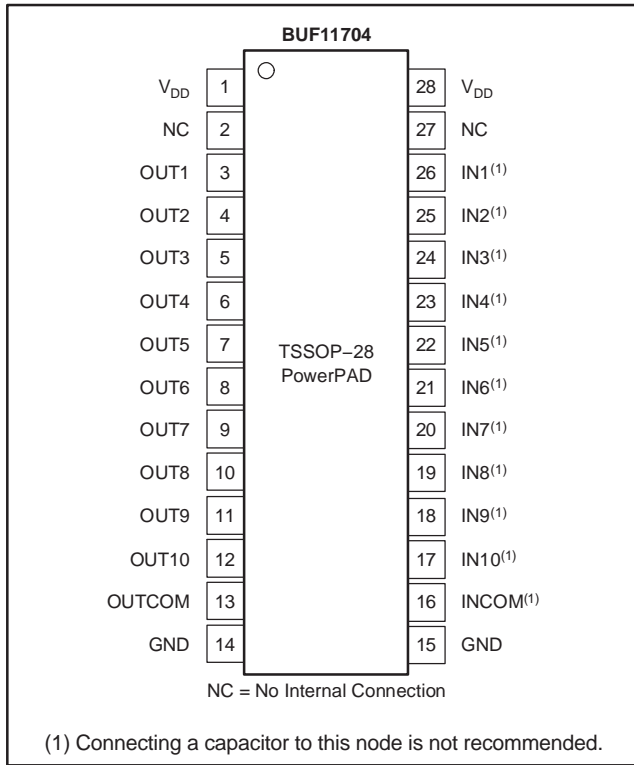 BUF11704
V_DD 1 28 V_DD
NC 2 27 NC
OUT1 3 26 IN1(1)
OUT2 4 25 IN2(1)
OUT3 5 24 IN3(1)
OUT4 6 23 IN4(1)
OUT5 7 22 IN5(1)
TSSOP−28
PowerPAD
OUT6 8 21 IN6(1)
OUT7 9 20 IN7(1)
OUT8 10 19 IN8(1)
OUT9 11 18 IN9(1)
OUT10 12 17 IN10(1)
OUTCOM 13 16 INCOM(1)
GND 14 15 GND
NC = No Internal Connection
(1) Connecting a capacitor to this node is not recommended.